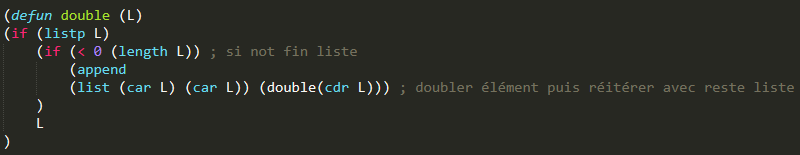 (defun double (L)
(if (listp L)
(if (< 0 (length L)) ; si not fin liste
(append
(list (car L) (car L)) (double(cdr L))) ; doubler élément puis réitérer avec reste liste
)
L
)